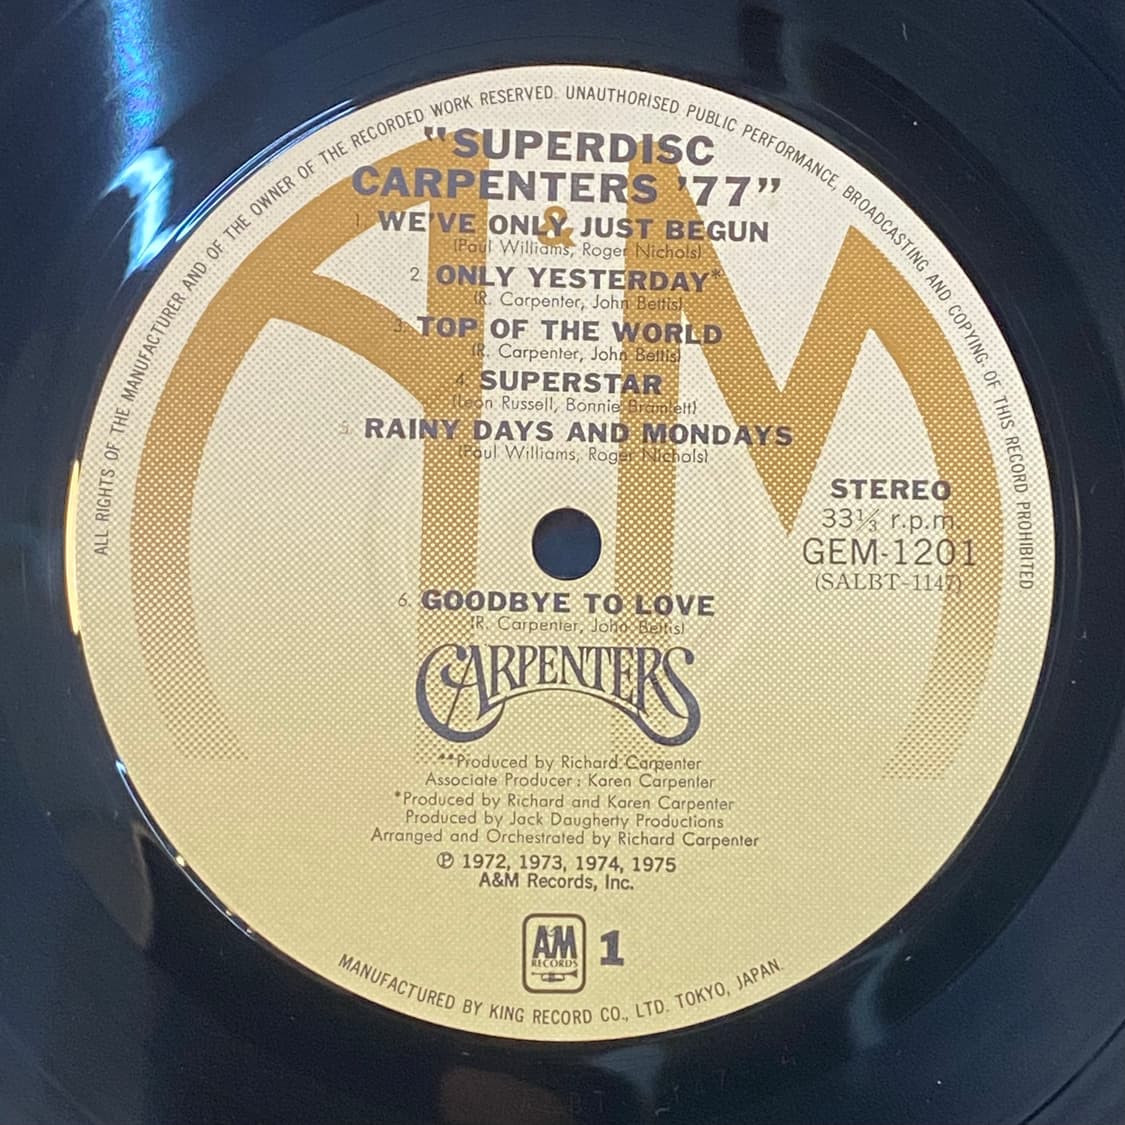 ALL RIGHTS OF THE MANUFACTURER AND OF THE OWNER OF THE RECORDED WORK RESERVED. UNAUTHORISED PUBLIC PERFORMANCE, BROADCASTING AND COPYING OF THIS RECORD PROHIBITED
"SUPERDISC
CARPENTERS '77"
&
1. WE'VE ONLY JUST BEGUN
(Paul Williams, Roger Nichols)
2. ONLY YESTERDAY*
(R. Carpenter, John Bettis)
3. TOP OF THE WORLD
(R. Carpenter, John Bettis)
4. SUPERSTAR
(Leon Russell, Bonnie Bramlett)
5. RAINY DAYS AND MONDAYS
(Paul Williams, Roger Nichols)
STEREO
33⅓ r.p.m.
GEM-1201
(SALBT-1147)
6. GOODBYE TO LOVE
(R. Carpenter, John Bettis)
CARPENTERS
**Produced by Richard Carpenter
Associate Producer : Karen Carpenter
*Produced by Richard and Karen Carpenter
Produced by Jack Daugherty Productions
Arranged and Orchestrated by Richard Carpenter
℗ 1972, 1973, 1974, 1975
A&M Records, Inc.
A&M
RECORDS
1
MANUFACTURED BY KING RECORD CO., LTD. TOKYO, JAPAN.